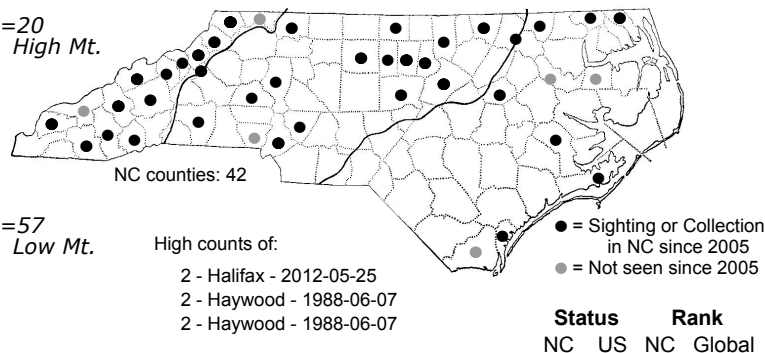 =20
High Mt.
NC counties: 42
=57
Low Mt.
High counts of:
2 - Halifax - 2012-05-25
2 - Haywood - 1988-06-07
2 - Haywood - 1988-06-07
= Sighting or Collection
in NC since 2005
= Not seen since 2005
Status Rank
NC US NC Global